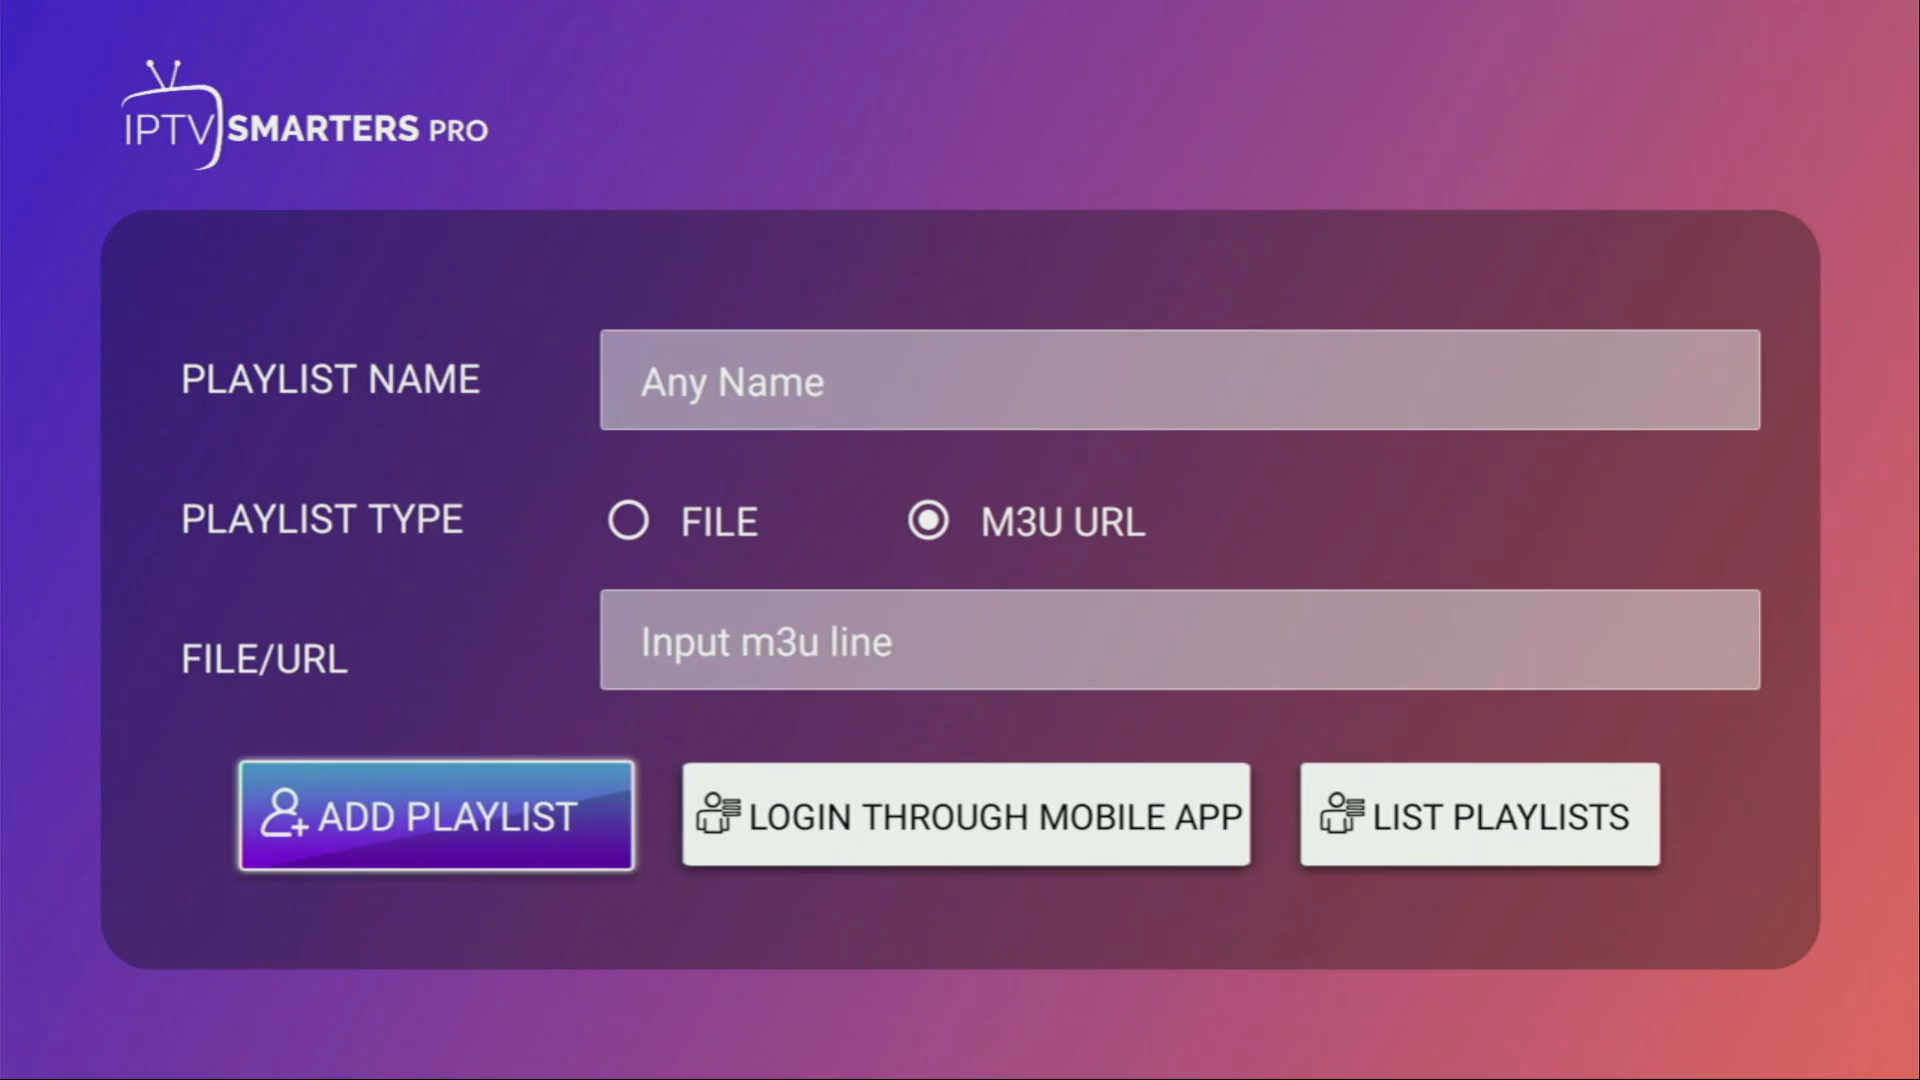 IPTV SMARTERS PRO
PLAYLIST NAME
Any Name
PLAYLIST TYPE
FILE
M3U URL
FILE/URL
Input m3u line
ADD PLAYLIST
LOGIN THROUGH MOBILE APP
LIST PLAYLISTS